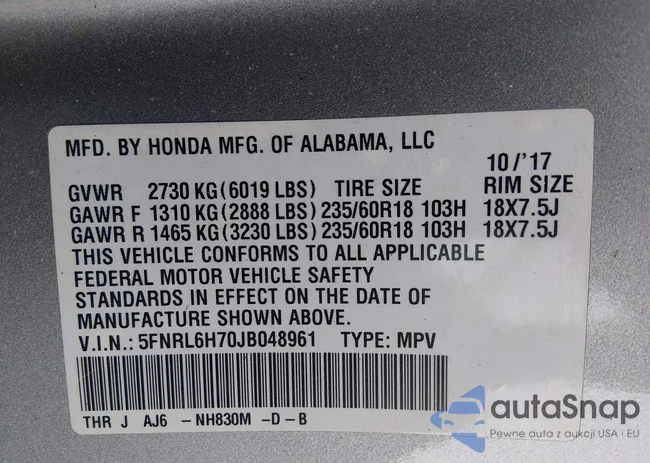 MFD. BY HONDA MFG. OF ALABAMA, LLC
10/'17
GVWR 2730 KG(6019 LBS) TIRE SIZE RIM SIZE
GAWR F 1310 KG(2888 LBS) 235/60R18 103H 18X7.5J
GAWR R 1465 KG(3230 LBS) 235/60R18 103H 18X7.5J
THIS VEHICLE CONFORMS TO ALL APPLICABLE
FEDERAL MOTOR VEHICLE SAFETY
STANDARDS IN EFFECT ON THE DATE OF
MANUFACTURE SHOWN ABOVE.
V.I.N.: 5FNRL6H70JB048961 TYPE: MPV
THR J AJ6 -NH830M -D-B
autaSnap
Pewne auta z aukcji USA i EU